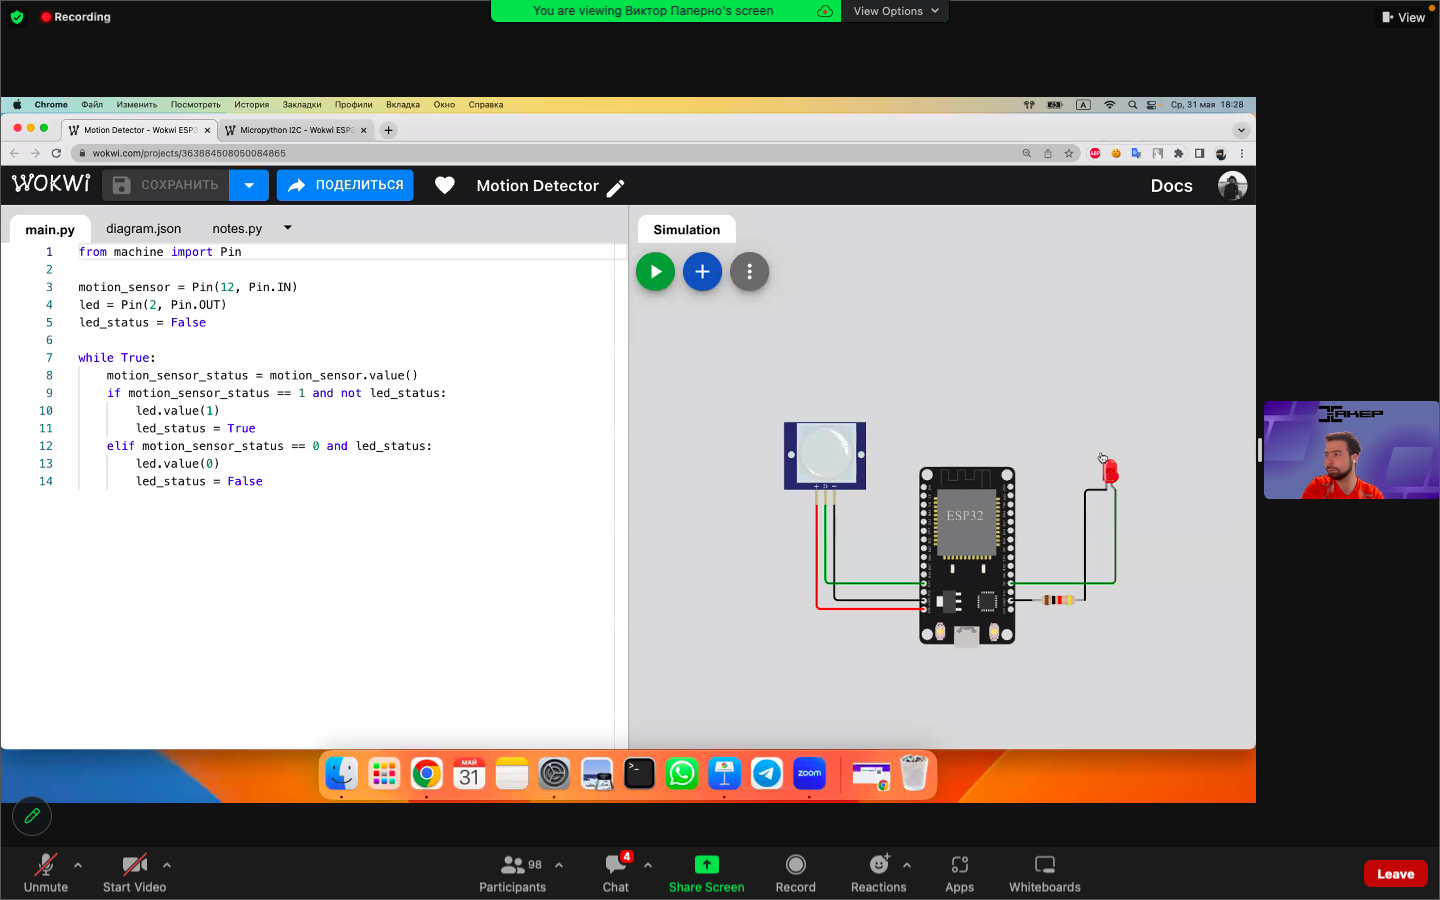 Recording
You are viewing Виктор Паперно's screen
View Options
View
Chrome Файл Изменить Посмотреть История Закладки Профили Вкладка Окно Справка
A
Ср, 31 мая 18:28
Motion Detector - Wokwi ESP3
Micropython I2C - Wokwi ESP3
wokwi.com/projects/363884508050084865
ABP
WOKWi
СОХРАНИТЬ
ПОДЕЛИТЬСЯ
Motion Detector
Docs
main.py
diagram.json
notes.py
Simulation
1 from machine import Pin
2
3 motion_sensor = Pin(12, Pin.IN)
4 led = Pin(2, Pin.OUT)
5 led_status = False
6
7 while True:
8 motion_sensor_status = motion_sensor.value()
9 if motion_sensor_status == 1 and not led_status:
10 led.value(1)
11 led_status = True
12 elif motion_sensor_status == 0 and led_status:
13 led.value(0)
14 led_status = False
+ D −
ESP32
ХАКЕР
МАЙ
31
zoom
Unmute
Start Video
98
Participants
4
Chat
Share Screen
Record
Reactions
Apps
Whiteboards
Leave